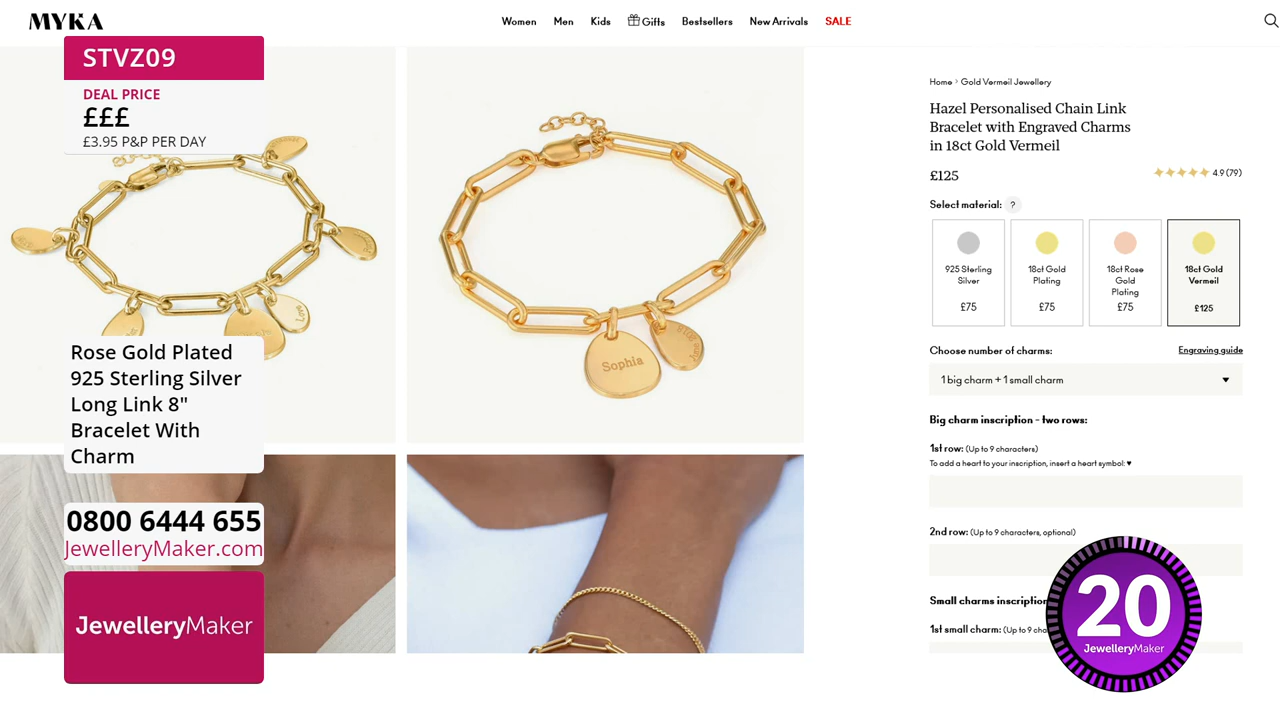 MYKA
Women Men Kids Gifts Bestsellers New Arrivals SALE
STVZ09
DEAL PRICE
£££
£3.95 P&P PER DAY
Rose Gold Plated
925 Sterling Silver
Long Link 8"
Bracelet With
Charm
0800 6444 655
JewelleryMaker.com
JewelleryMaker
Love
Sophia
Home > Gold Vermeil Jewellery
Hazel Personalised Chain Link
Bracelet with Engraved Charms
in 18ct Gold Vermeil
£125
4.9 (79)
Select material: ?
925 Sterling
Silver
£75
18ct Gold
Plating
£75
18ct Rose
Gold
Plating
£75
18ct Gold
Vermeil
£125
Choose number of charms: Engraving guide
1 big charm + 1 small charm
Big charm inscription - two rows:
1st row: (Up to 9 characters)
To add a heart to your inscription, insert a heart symbol: ♥
2nd row: (Up to 9 characters, optional)
Small charms inscription
1st small charm: (Up to 9 cha
20
JewelleryMaker